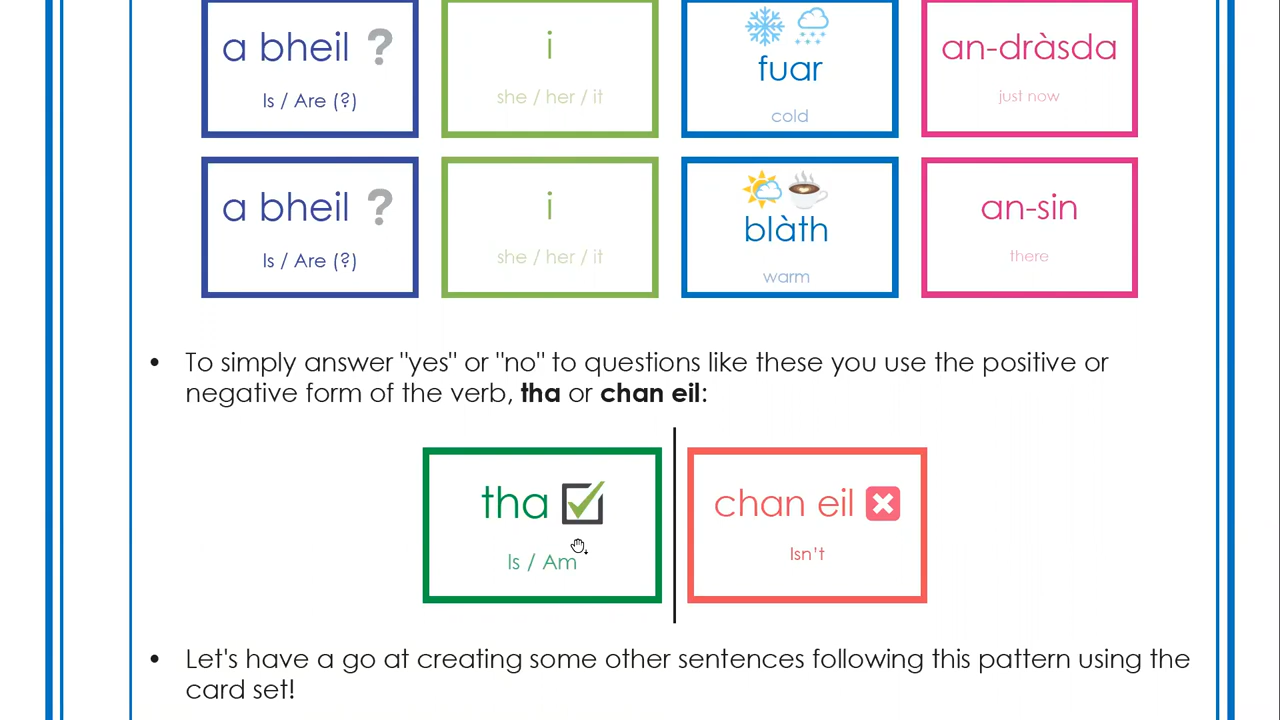 a bheil ?
Is / Are (?)
i
she / her / it
fuar
cold
an-dràsda
just now
a bheil ?
Is / Are (?)
i
she / her / it
blàth
warm
an-sin
there
• To simply answer "yes" or "no" to questions like these you use the positive or
negative form of the verb, tha or chan eil:
tha
Is / Am
chan eil
Isn't
• Let's have a go at creating some other sentences following this pattern using the
card set!